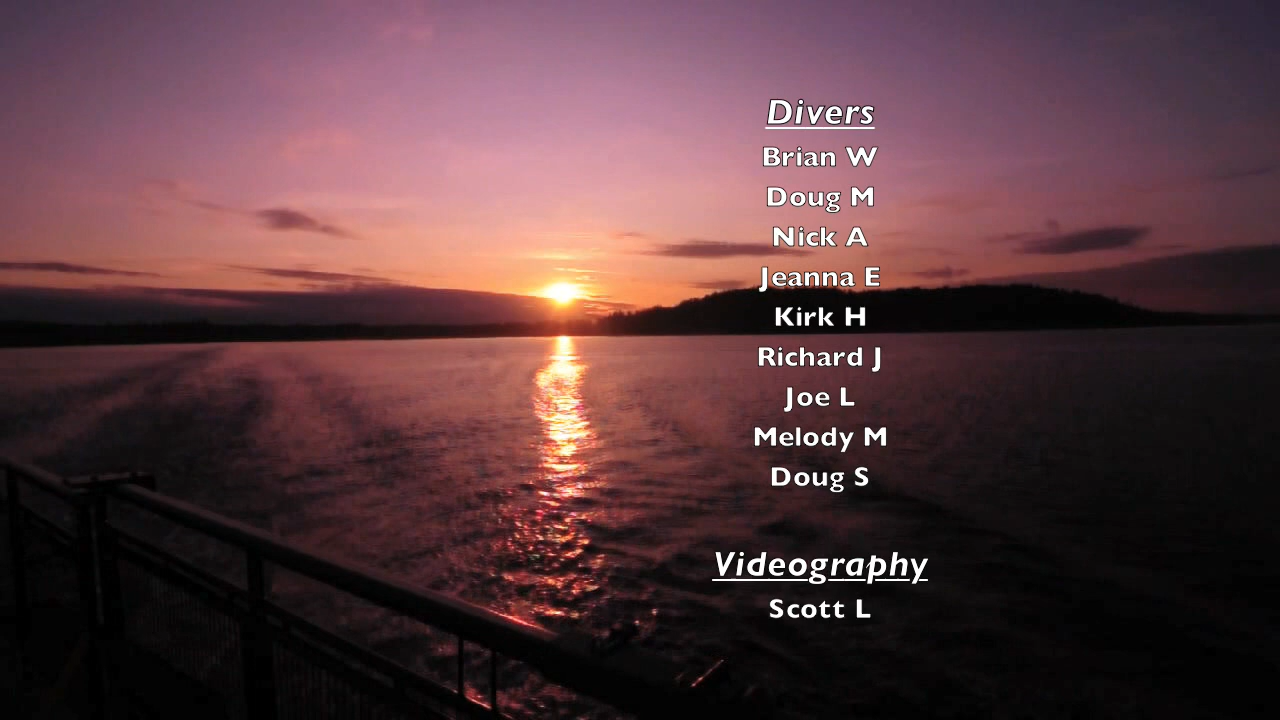 Divers
Brian W
Doug M
Nick A
Jeanna E
Kirk H
Richard J
Joe L
Melody M
Doug S
Videography
Scott L